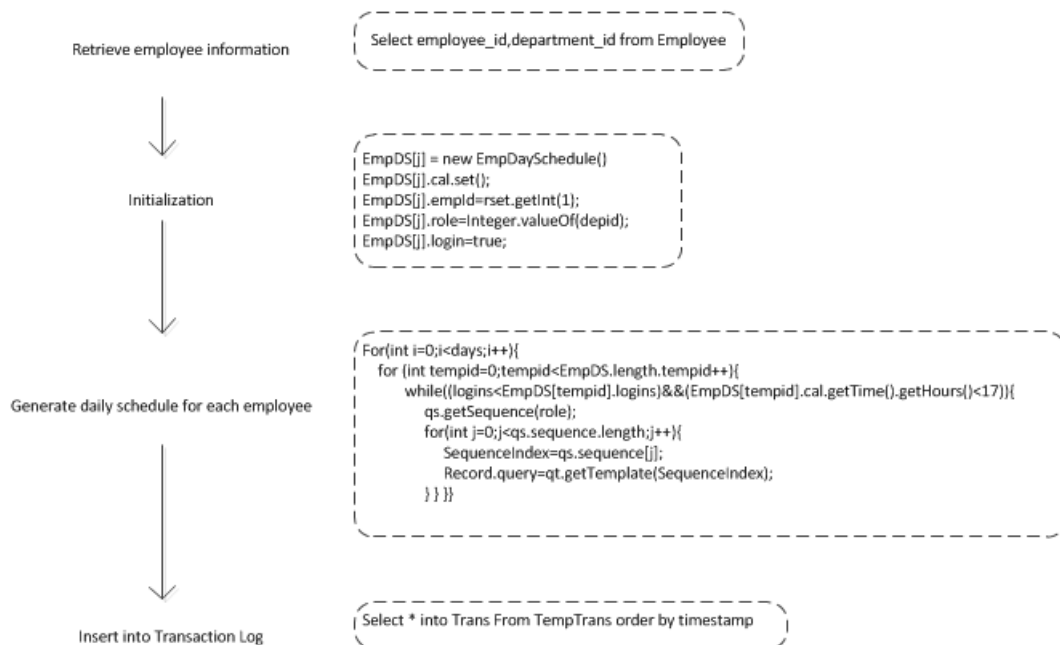 Retrieve employee information
Select employee_id,department_id from Employee
Initialization
EmpDS[j] = new EmpDaySchedule()
EmpDS[j].cal.set();
EmpDS[j].empId=rset.getInt(1);
EmpDS[j].role=Integer.valueOf(depid);
EmpDS[j].login=true;
Generate daily schedule for each employee
For(int i=0;i<days;i++){
for (int tempid=0;tempid<EmpDS.length.tempid++){
while((logins<EmpDS[tempid].logins)&&(EmpDS[tempid].cal.getTime().getHours()<17)){
qs.getSequence(role);
for(int j=0;j<qs.sequence.length;j++){
SequenceIndex=qs.sequence[j];
Record.query=qt.getTemplate(SequenceIndex);
} } }}
Insert into Transaction Log
Select * into Trans From TempTrans order by timestamp